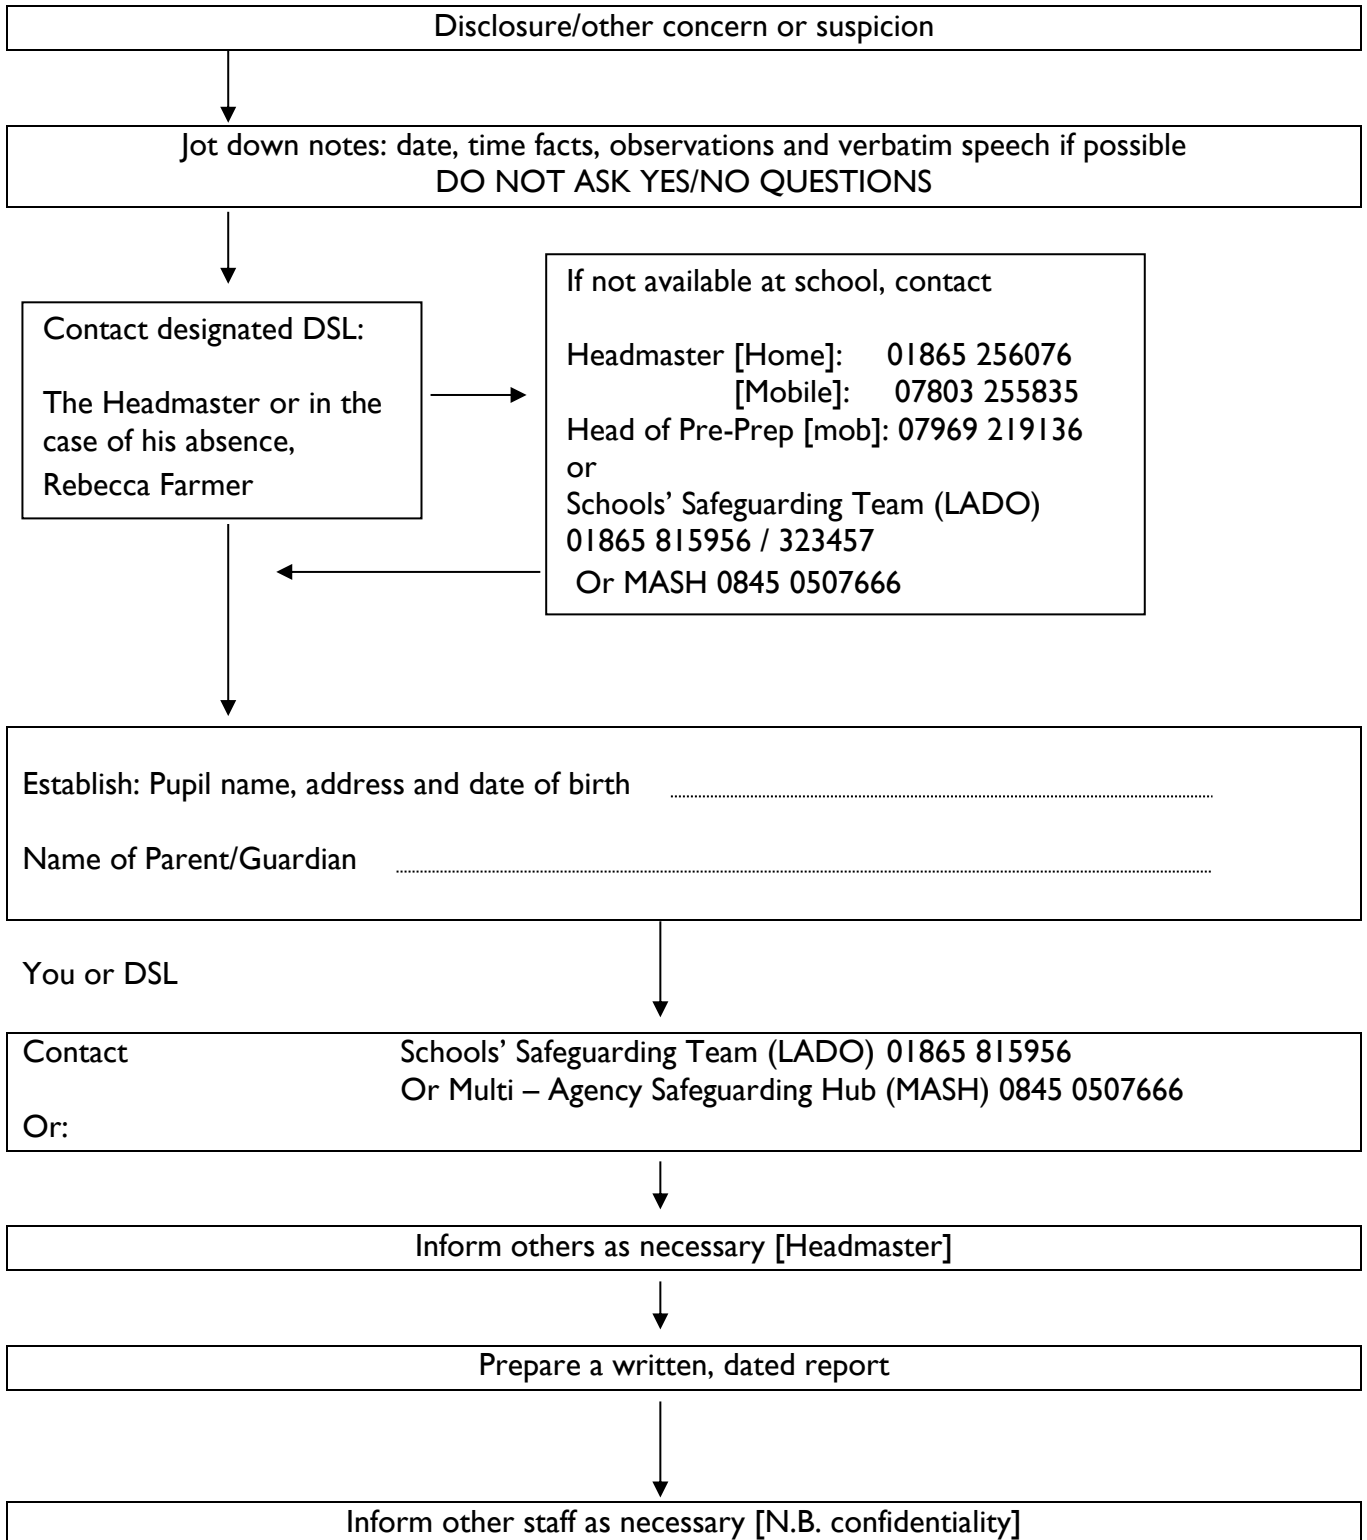 Disclosure/other concern or suspicion
Jot down notes: date, time facts, observations and verbatim speech if possible
DO NOT ASK YES/NO QUESTIONS
Contact designated DSL:
The Headmaster or in the
case of his absence,
Rebecca Farmer
If not available at school, contact
Headmaster [Home]: 01865 256076
[Mobile]: 07803 255835
Head of Pre-Prep [mob]: 07969 219136
or
Schools’ Safeguarding Team (LADO)
01865 815956 / 323457
Or MASH 0845 0507666
Establish: Pupil name, address and date of birth
Name of Parent/Guardian
You or DSL
Contact Schools’ Safeguarding Team (LADO) 01865 815956
Or Multi – Agency Safeguarding Hub (MASH) 0845 0507666
Or:
Inform others as necessary [Headmaster]
Prepare a written, dated report
Inform other staff as necessary [N.B. confidentiality]